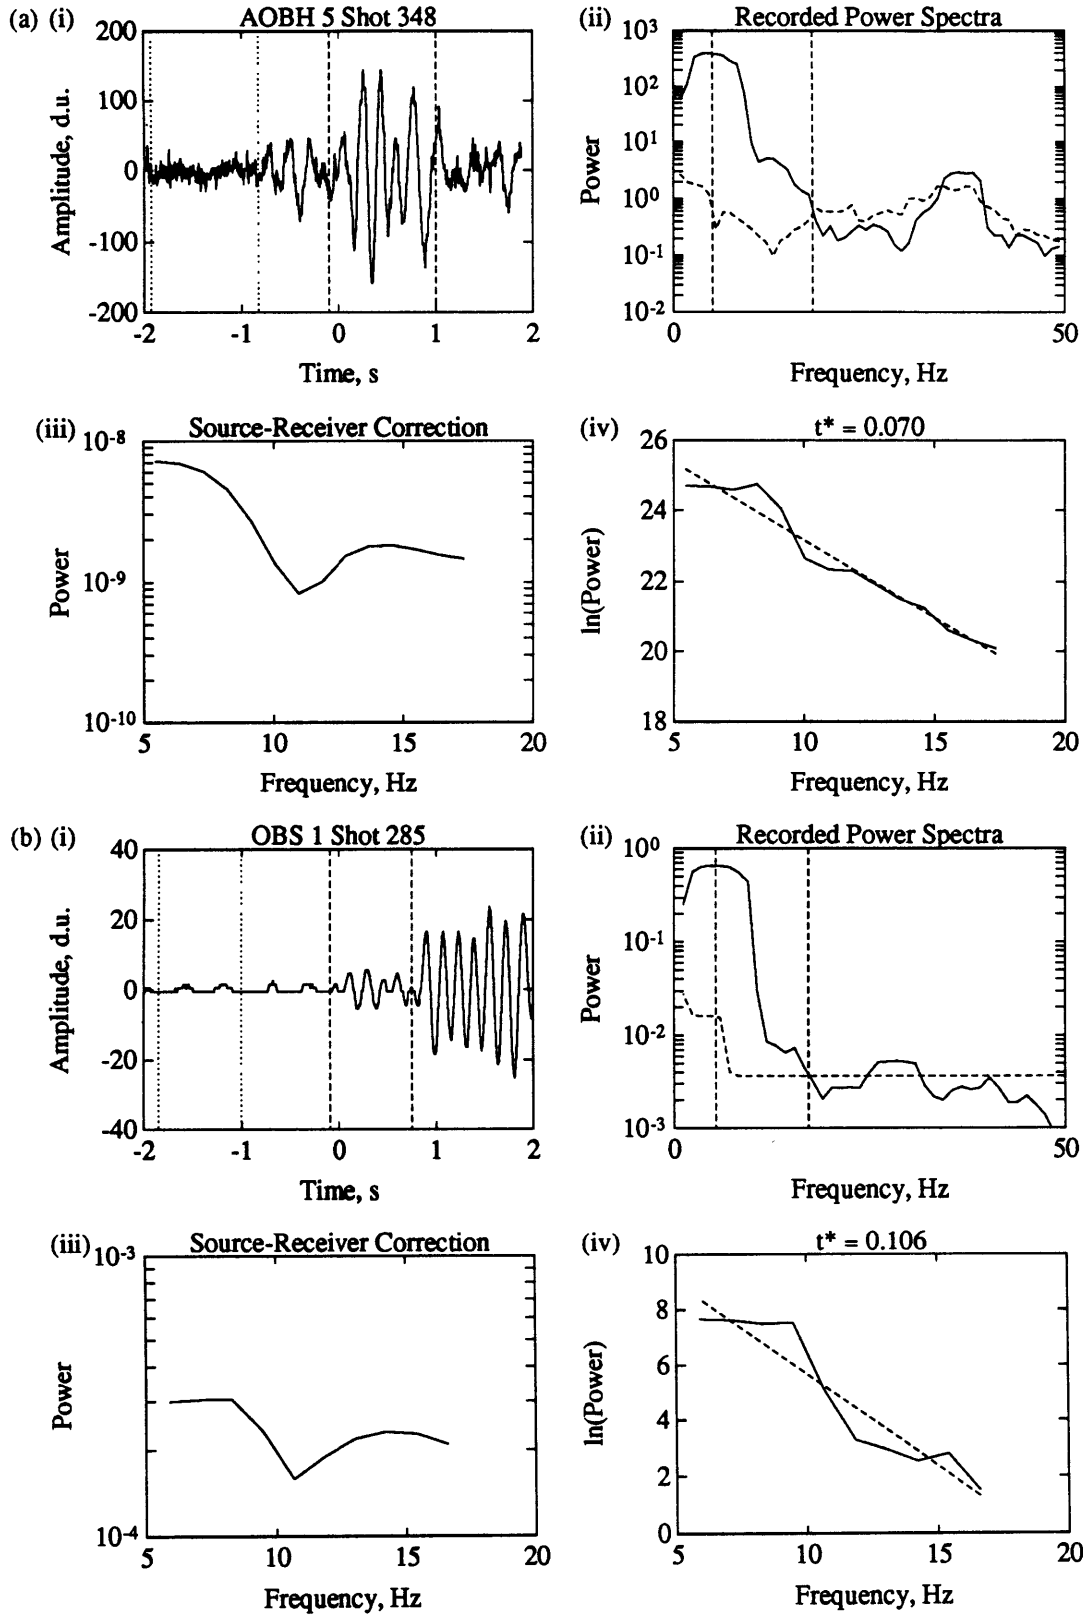 (a) (i) AOBH 5 Shot 348
200
100
0
-100
-200
Amplitude, d.u.
-2 -1 0 1 2
Time, s
(ii) Recorded Power Spectra
10³
10²
10¹
10⁰
10⁻¹
10⁻²
Power
0 50
Frequency, Hz
(iii) Source-Receiver Correction
10⁻⁸
10⁻⁹
10⁻¹⁰
Power
5 10 15 20
Frequency, Hz
(iv) t* = 0.070
26
24
22
20
18
ln(Power)
5 10 15 20
Frequency, Hz
(b) (i) OBS 1 Shot 285
40
20
0
-20
-40
Amplitude, d.u.
-2 -1 0 1 2
Time, s
(ii) Recorded Power Spectra
10⁰
10⁻¹
10⁻²
10⁻³
Power
0 50
Frequency, Hz
(iii) Source-Receiver Correction
10⁻³
10⁻⁴
Power
5 10 15 20
Frequency, Hz
(iv) t* = 0.106
10
8
6
4
2
0
ln(Power)
5 10 15 20
Frequency, Hz